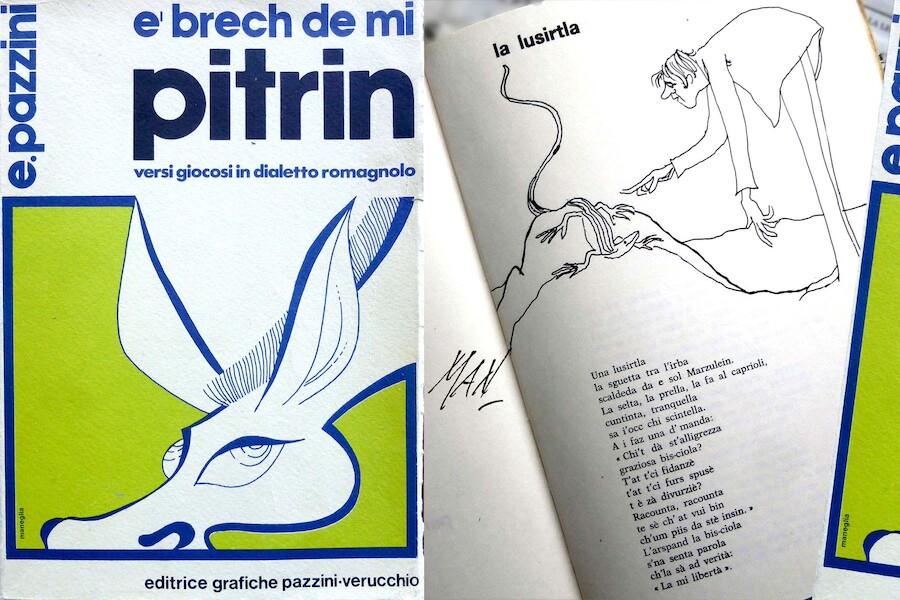 e.pazzini
e' brech de mi
pitrin
versi giocosi in dialetto romagnolo
maneglia
editrice grafiche pazzini-verucchio
la lusirtla
MAN
Una lusirtla
la sguetta tra l'irba
scaldeda da e sol Marzulein.
La selta, la prella, la fa al caprioli,
cuntinta, tranquella
sa i'occ chi scintella.
A i faz una d' manda:
« Chi't dà st'alligrezza
graziosa bis-ciola?
T'at t'ci fidanzè
t'at t'ci furs spusè
t è zà divurziè?
Racounta, racounta
te sè ch'at vui bin
ch'um piis da stè insin. »
L'arspand la bis-ciola
s'na senta parola
ch'la sà ad verità:
« La mi libertà ».
maneglia